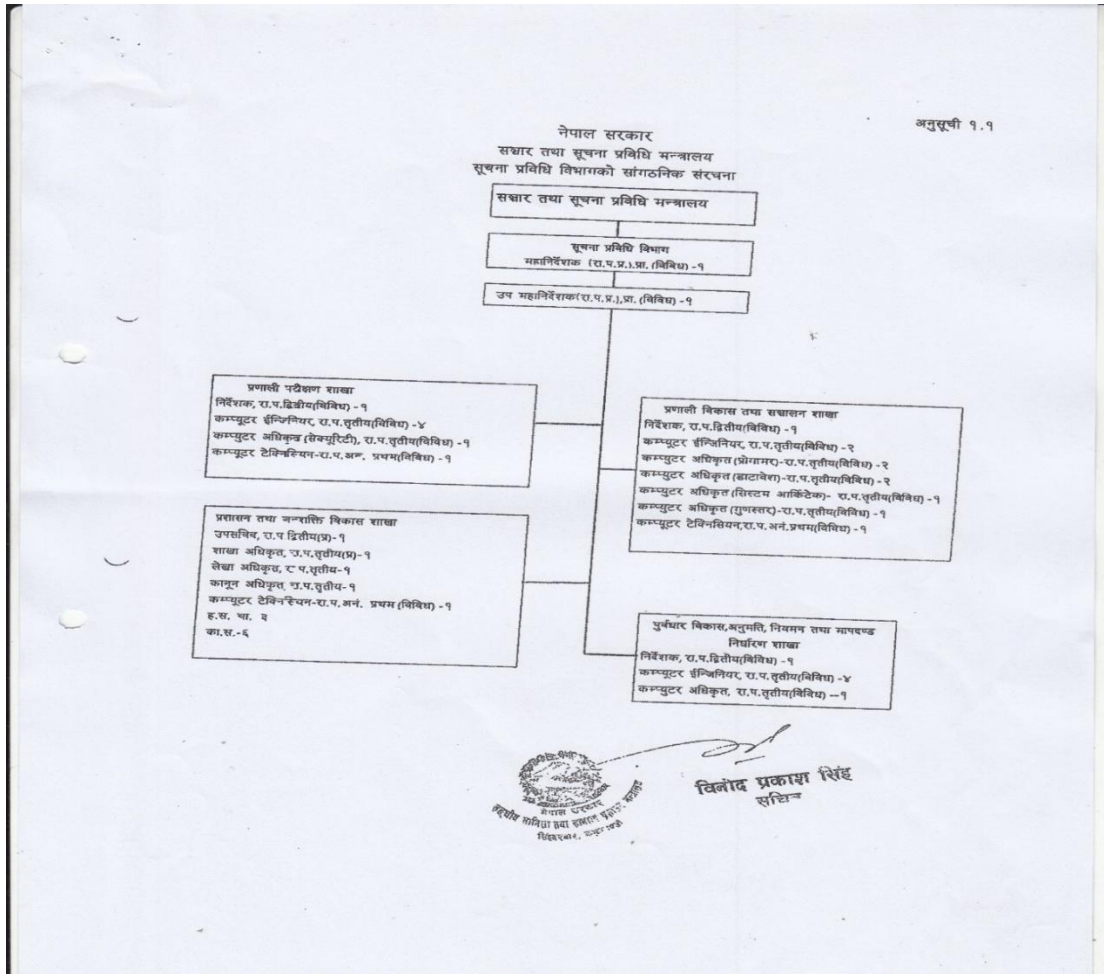 अनुसूची १.१
नेपाल सरकार
सञ्चार तथा सूचना प्रविधि मन्त्रालय
सूचना प्रविधि विभागको सांगठनिक संरचना
सञ्चार तथा सूचना प्रविधि मन्त्रालय
सूचना प्रविधि विभाग
महानिर्देशक (रा.प.प्र.).प्रा. (विविध) -१
उप महानिर्देशक(रा.प.प्र.),प्रा. (विविध) -१
प्रणाली परीक्षण शाखा
निर्देशक, रा.प.द्वितीय(विविध) - १
कम्प्यूटर ईन्जिनियर, रा.प.तृतीय(विविध) - ४
कम्प्युटर अधिकृत (सेक्यूरिटी), रा.प.तृतीय(विविध) -१
कम्प्युटर टेक्निसियन-रा.प.अन. प्रथम(विविध) -१
प्रशासन तथा जनशक्ति विकास शाखा
उपसचिव, रा.प द्वितीय(प्र)-१
शाखा अधिकृत, रा.प,तृतीय(प्र)-१
लेखा अधिकृत, रा.प.तृतीय-१
कानून अधिकृत, रा.प.तृतीय-१
कम्प्यूटर टेक्निसियन-रा.प.अनं. प्रथम(विविध) -१
ह.स. चा. ३
का.स.-६
प्रणाली विकास तथा सञ्चासन शाखा
निर्देशक, रा.प.द्वितीय(विविध) -१
कम्प्युटर ईन्जिनियर, रा.प.तृतीय(विविध) -२
कम्प्युटर अधिकृत (प्रोगामर)-रा.प.तृतीय(विविध) -२
कम्प्युटर अधिकृत (डाटावेश)-रा.प.तृतीय(विविध) -२
कम्प्युटर अधिकृत(सिस्टम आर्किटेक)- रा.प.तृतीय(विविध) -१
कम्प्युटर अधिकृत (गुणस्तर)-रा.प.तृतीय(विविध) -१
कम्प्युटर टेक्निसियन,रा.प.अनं.प्रथम(विविध) -१
पुर्वधार विकास,अनुमति, नियमन तथा मापदण्ड
निर्धारण शाखा
निर्देशक, रा.प.द्वितीय(विविध) -१
कम्प्यूटर ईन्जिनियर, रा.प.तृतीय(विविध) -४
कम्प्युटर अधिकृत, रा.प.तृतीय(विविध) --१
नेपाल सरकार
विनोद प्रकाश सिंह
सचिव